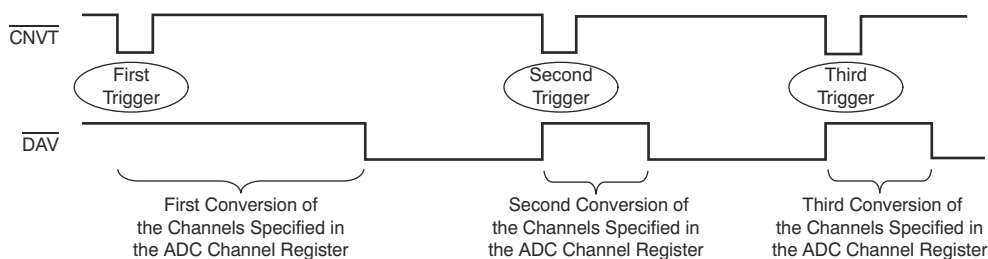 CNVT
First
Trigger
Second
Trigger
Third
Trigger
DAV
First Conversion of
the Channels Specified in
the ADC Channel Register
Second Conversion of
the Channels Specified in
the ADC Channel Register
Third Conversion of
the Channels Specified in
the ADC Channel Register